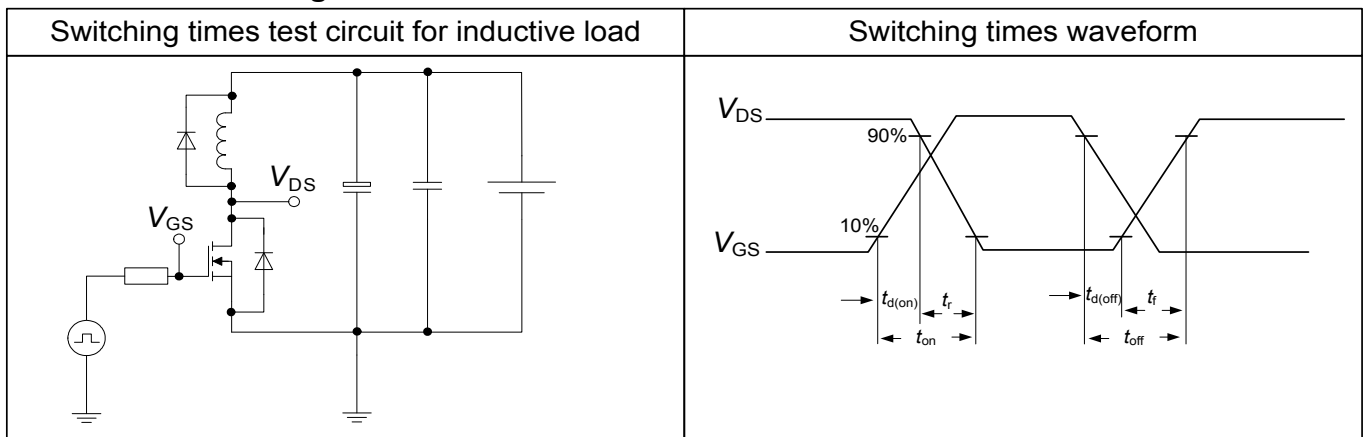 Switching times test circuit for inductive load
Switching times waveform
VDS
VGS
VDS
90%
10%
VGS
td(on)
tr
td(off)
tf
ton
toff